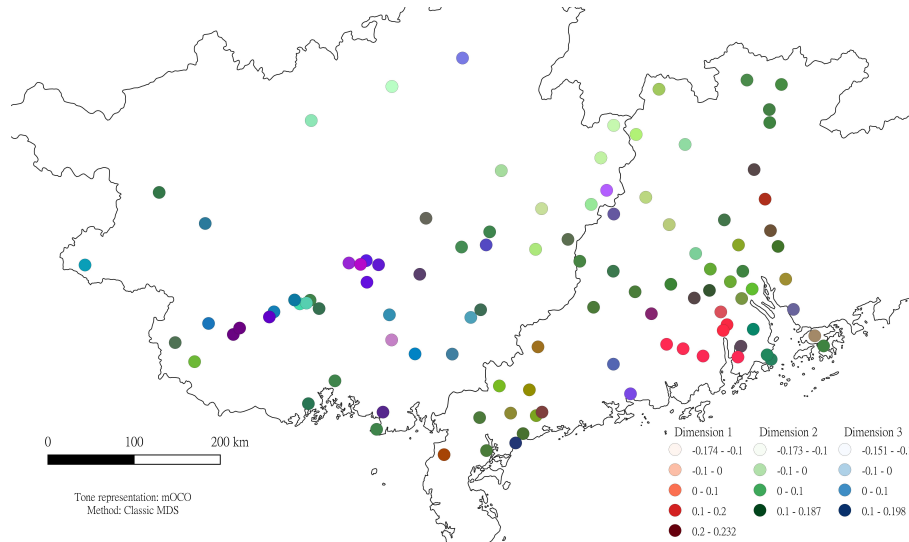 0 100 200 km
Tone representation: mOCO
Method: Classic MDS
Dimension 1 Dimension 2 Dimension 3
-0.174 - -0.1 -0.173 - -0.1 -0.151 - -0.
-0.1 - 0 -0.1 - 0 -0.1 - 0
0 - 0.1 0 - 0.1 0 - 0.1
0.1 - 0.2 0.1 - 0.187 0.1 - 0.198
0.2 - 0.232